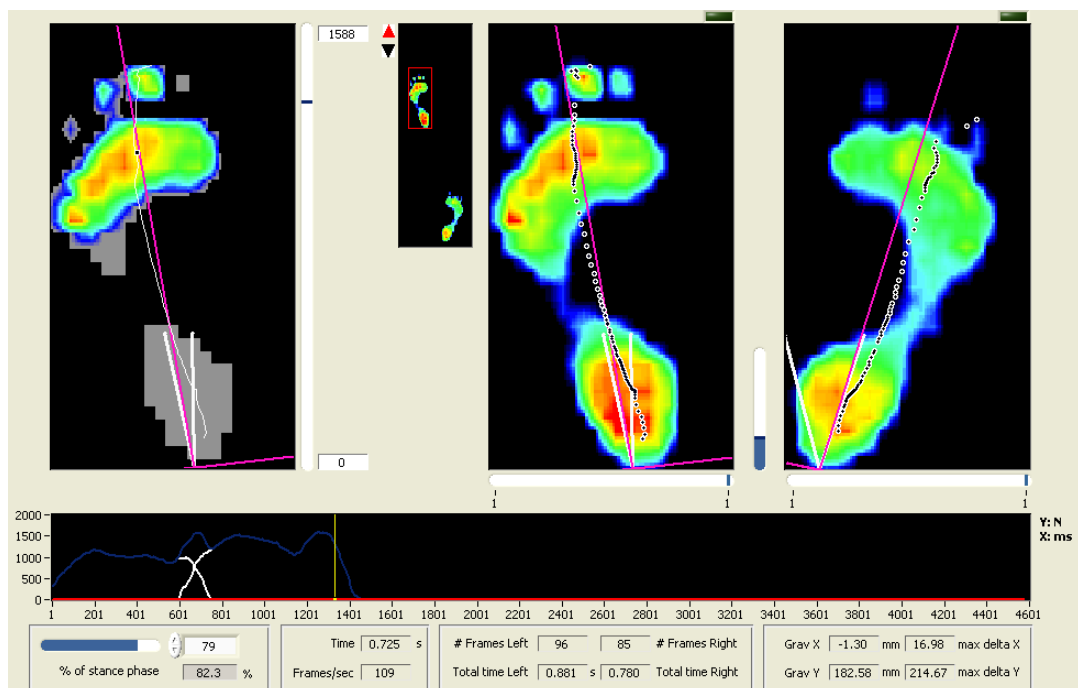 1588
0
1 1 1 1
2000
1500
1000
500
0
Y: N
X: ms
1 201 401 601 801 1001 1201 1401 1601 1801 2001 2201 2401 2601 2801 3001 3201 3401 3601 3801 4001 4201 4401 4601
79
% of stance phase 82.3 %
Time 0.725 s
Frames/sec 109
# Frames Left 96 85 # Frames Right
Total time Left 0.881 s 0.780 Total time Right
Grav X -1.30 mm 16.98 max delta X
Grav Y 182.58 mm 214.67 max delta Y